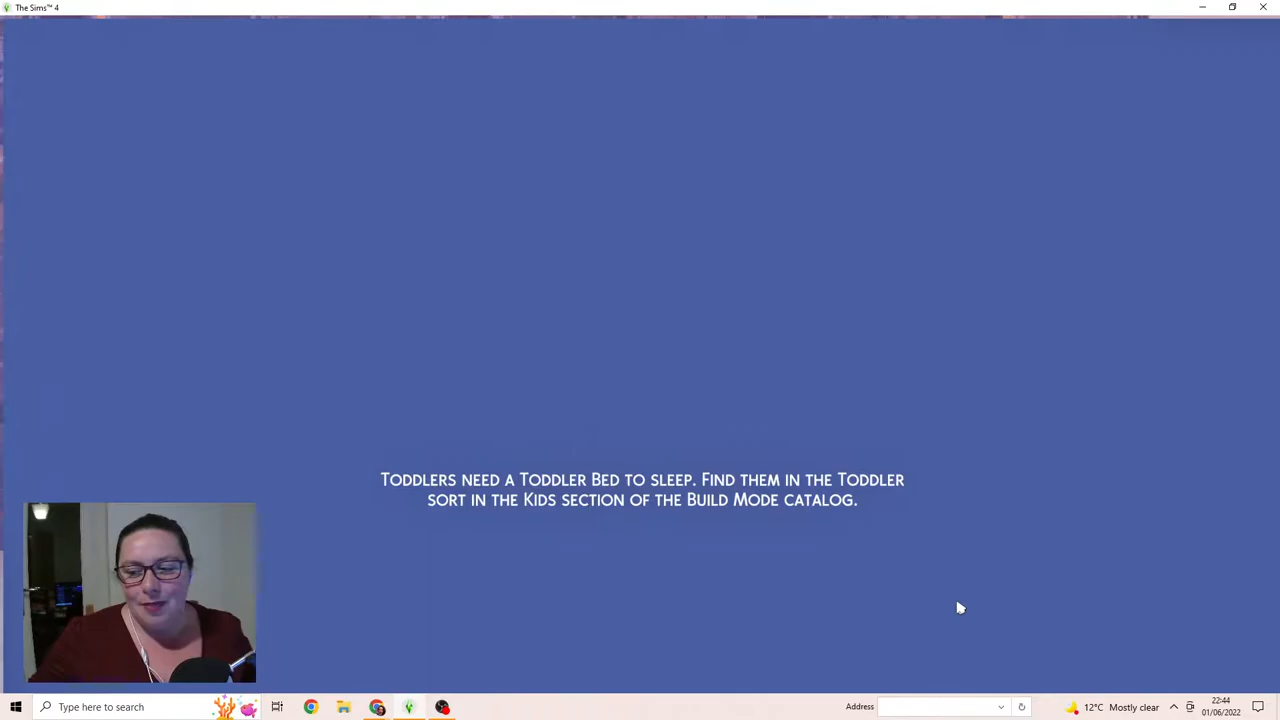 The Sims™ 4
Toddlers need a Toddler Bed to sleep. Find them in the Toddler
sort in the Kids section of the Build Mode catalog.
Type here to search
Address
12°C Mostly clear
22:44
01/06/2022